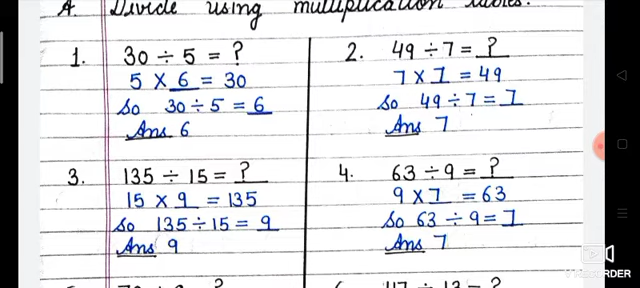 A. Divide using multiplication tables.
1. 30 ÷ 5 = ?
5 × 6 = 30
So 30 ÷ 5 = 6
Ans 6
2. 49 ÷ 7 = ?
7 × 7 = 49
So 49 ÷ 7 = 7
Ans 7
3. 135 ÷ 15 = ?
15 × 9 = 135
So 135 ÷ 15 = 9
Ans 9
4. 63 ÷ 9 = ?
9 × 7 = 63
So 63 ÷ 9 = 7
Ans 7
117 ÷ 13 = ?